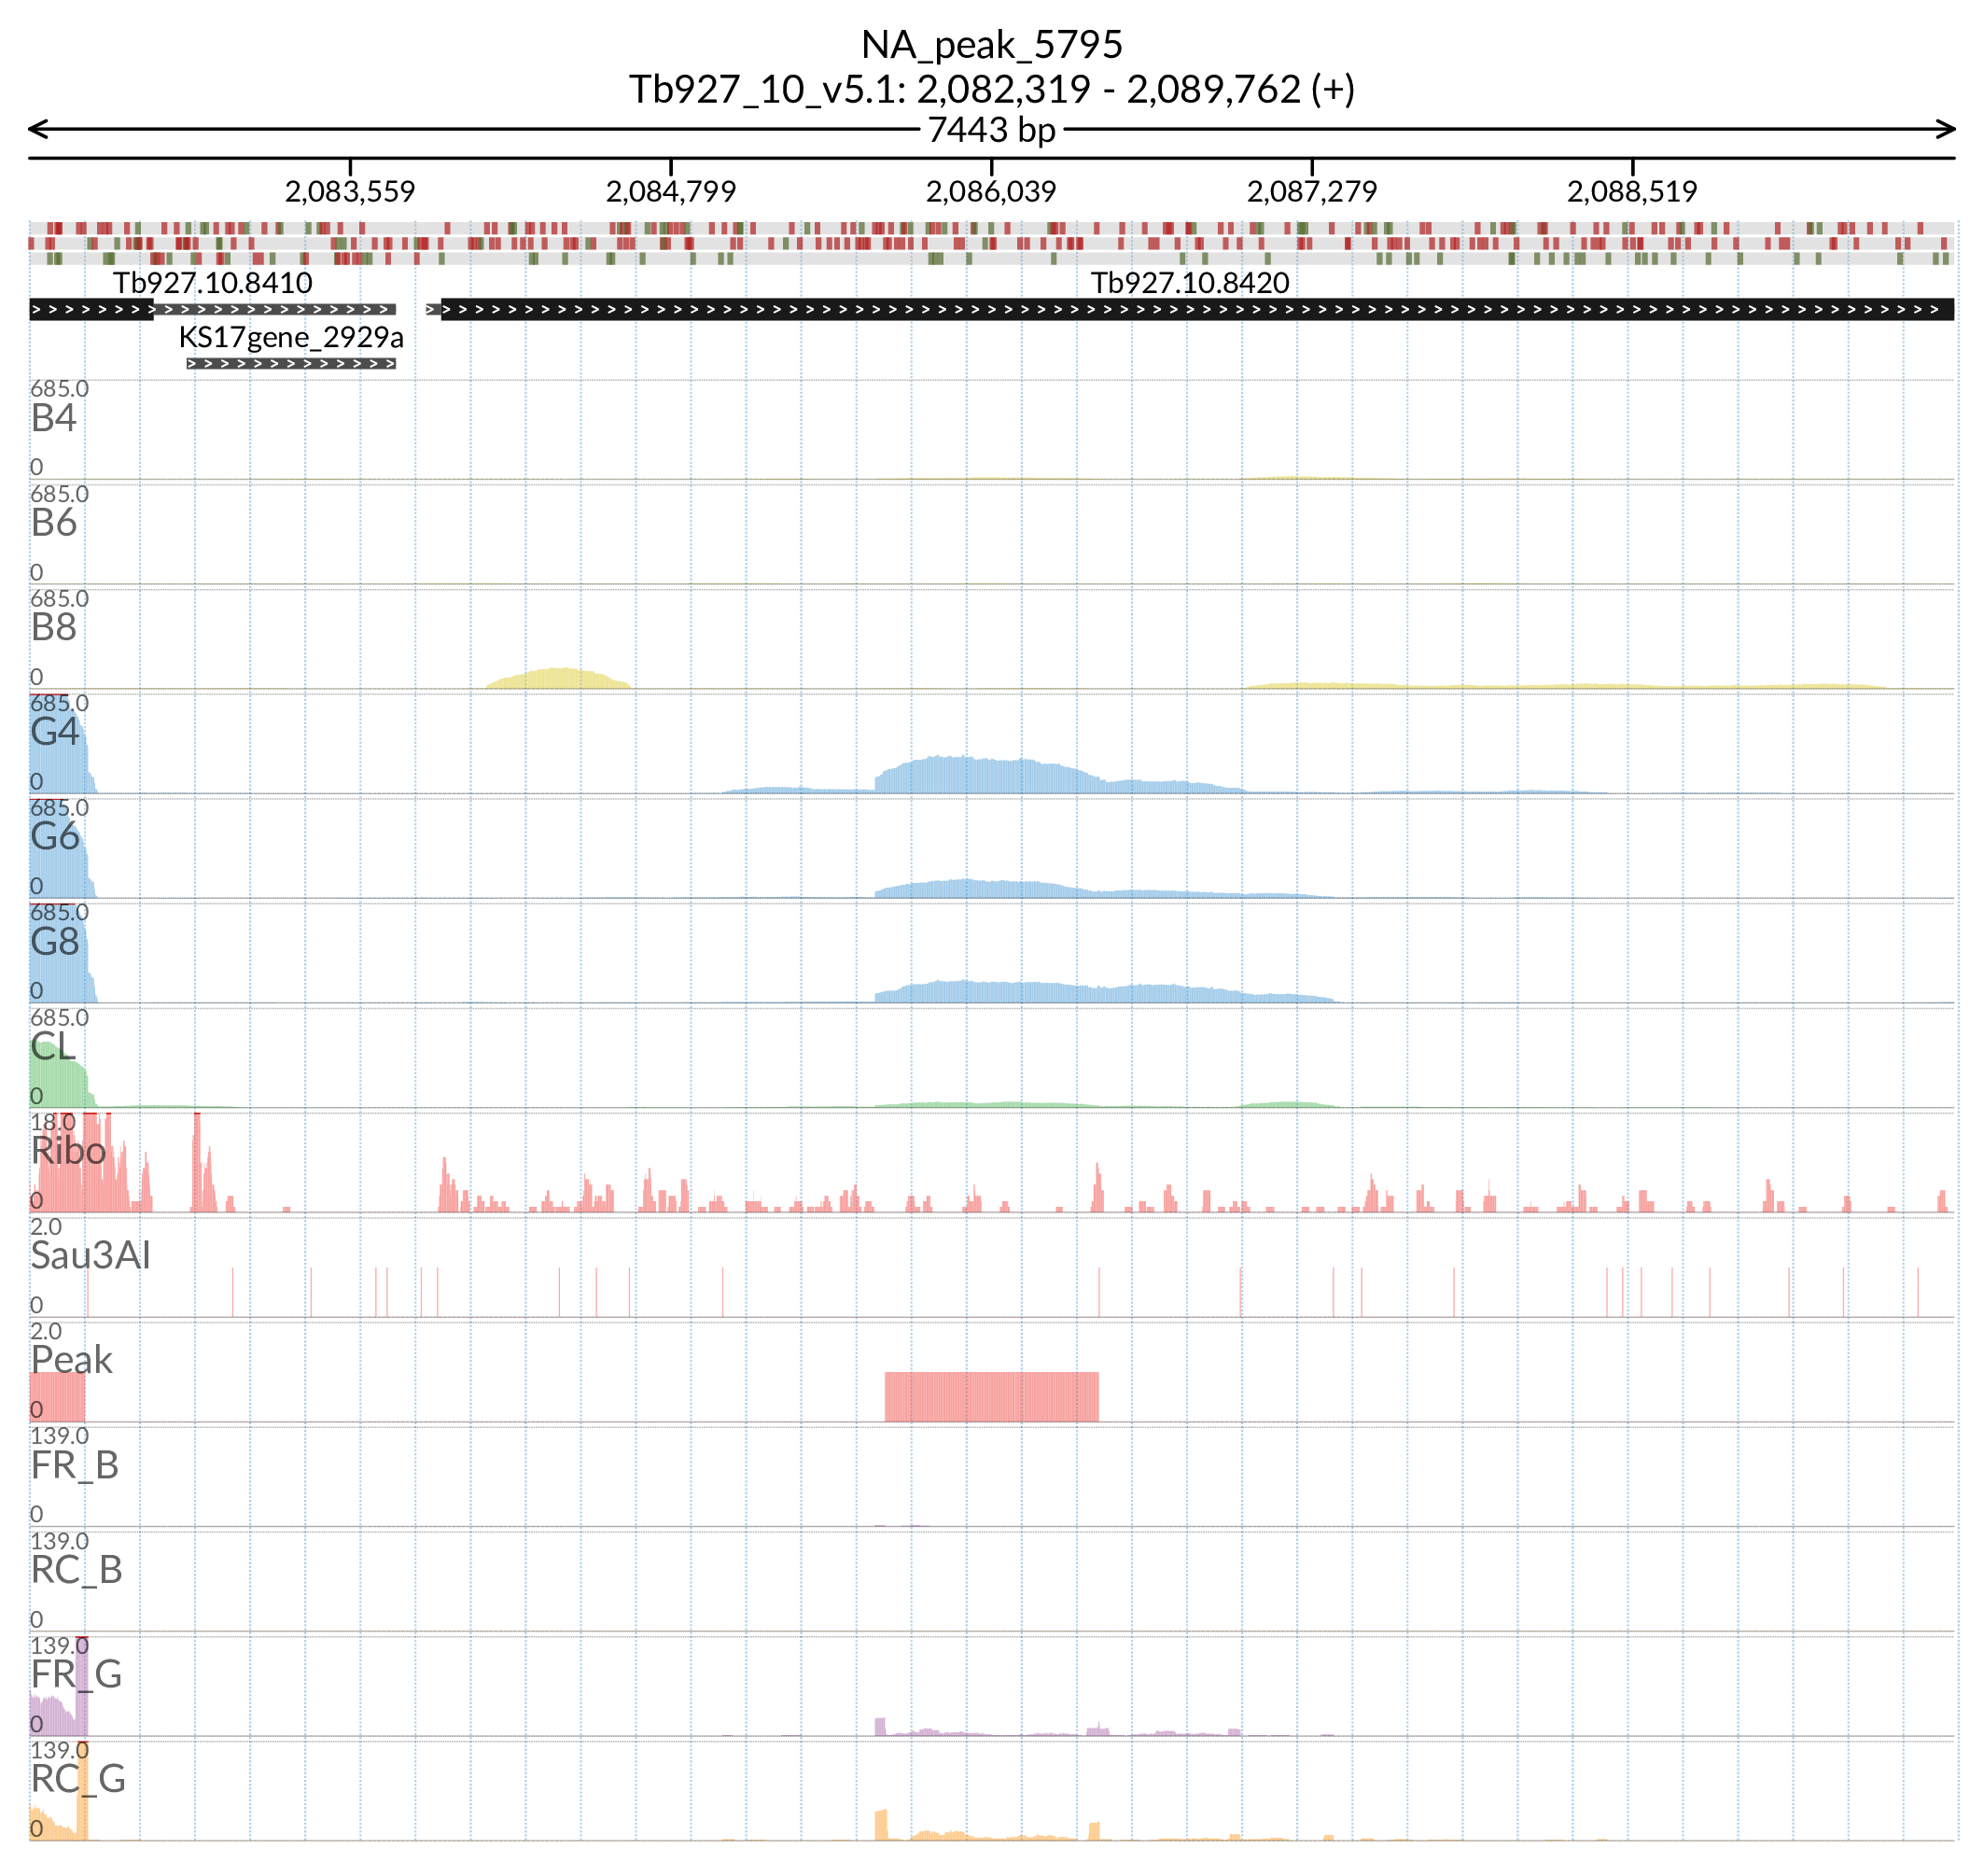 NA_peak_5795
Tb927_10_v5.1: 2,082,319 - 2,089,762 (+)
7443 bp
2,083,559 2,084,799 2,086,039 2,087,279 2,088,519
Tb927.10.8410 Tb927.10.8420
KS17gene_2929a
685.0
B4
0
685.0
B6
0
685.0
B8
0
685.0
G4
0
685.0
G6
0
685.0
G8
0
685.0
CL
0
18.0
Ribo
0
2.0
Sau3AI
0
2.0
Peak
0
139.0
FR_B
0
139.0
RC_B
0
139.0
FR_G
0
139.0
RC_G
0